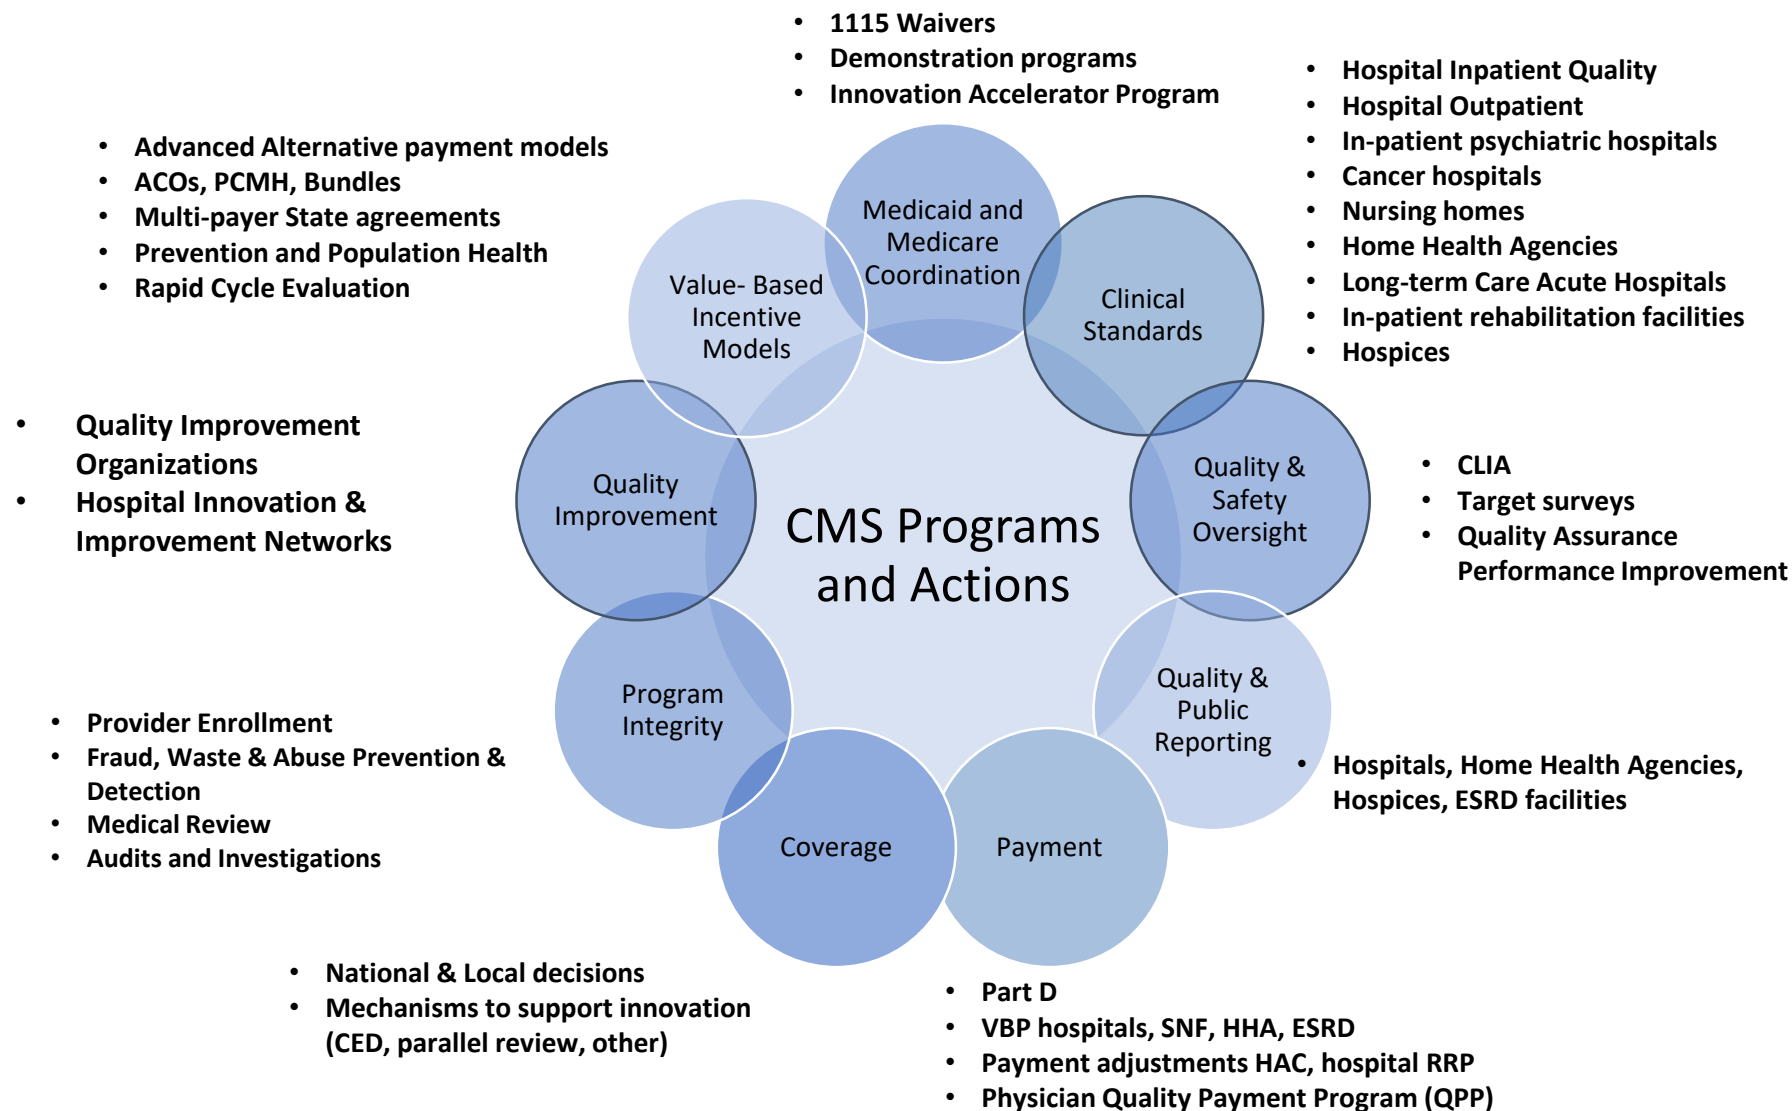 • 1115 Waivers
• Demonstration programs
• Innovation Accelerator Program
• Hospital Inpatient Quality
• Hospital Outpatient
• In-patient psychiatric hospitals
• Cancer hospitals
• Nursing homes
• Home Health Agencies
• Long-term Care Acute Hospitals
• In-patient rehabilitation facilities
• Hospices
• Advanced Alternative payment models
• ACOs, PCMH, Bundles
• Multi-payer State agreements
• Prevention and Population Health
• Rapid Cycle Evaluation
Medicaid and
Medicare
Coordination
Value- Based
Incentive
Models
Clinical
Standards
• Quality Improvement
Organizations
• Hospital Innovation &
Improvement Networks
Quality
Improvement
CMS Programs
and Actions
Quality &
Safety
Oversight
• CLIA
• Target surveys
• Quality Assurance
Performance Improvement
Program
Integrity
Quality &
Public
Reporting
• Provider Enrollment
• Fraud, Waste & Abuse Prevention &
Detection
• Medical Review
• Audits and Investigations
• Hospitals, Home Health Agencies,
Hospices, ESRD facilities
Coverage
Payment
• National & Local decisions
• Mechanisms to support innovation
(CED, parallel review, other)
• Part D
• VBP hospitals, SNF, HHA, ESRD
• Payment adjustments HAC, hospital RRP
• Physician Quality Payment Program (QPP)